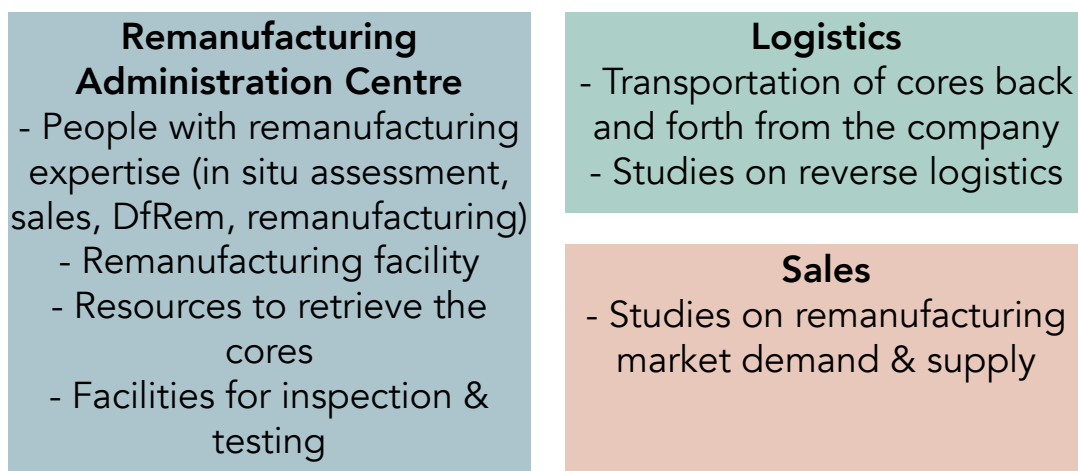 Remanufacturing
Administration Centre
- People with remanufacturing
expertise (in situ assessment,
sales, DfRem, remanufacturing)
- Remanufacturing facility
- Resources to retrieve the
cores
- Facilities for inspection &
testing
Logistics
- Transportation of cores back
and forth from the company
- Studies on reverse logistics
Sales
- Studies on remanufacturing
market demand & supply